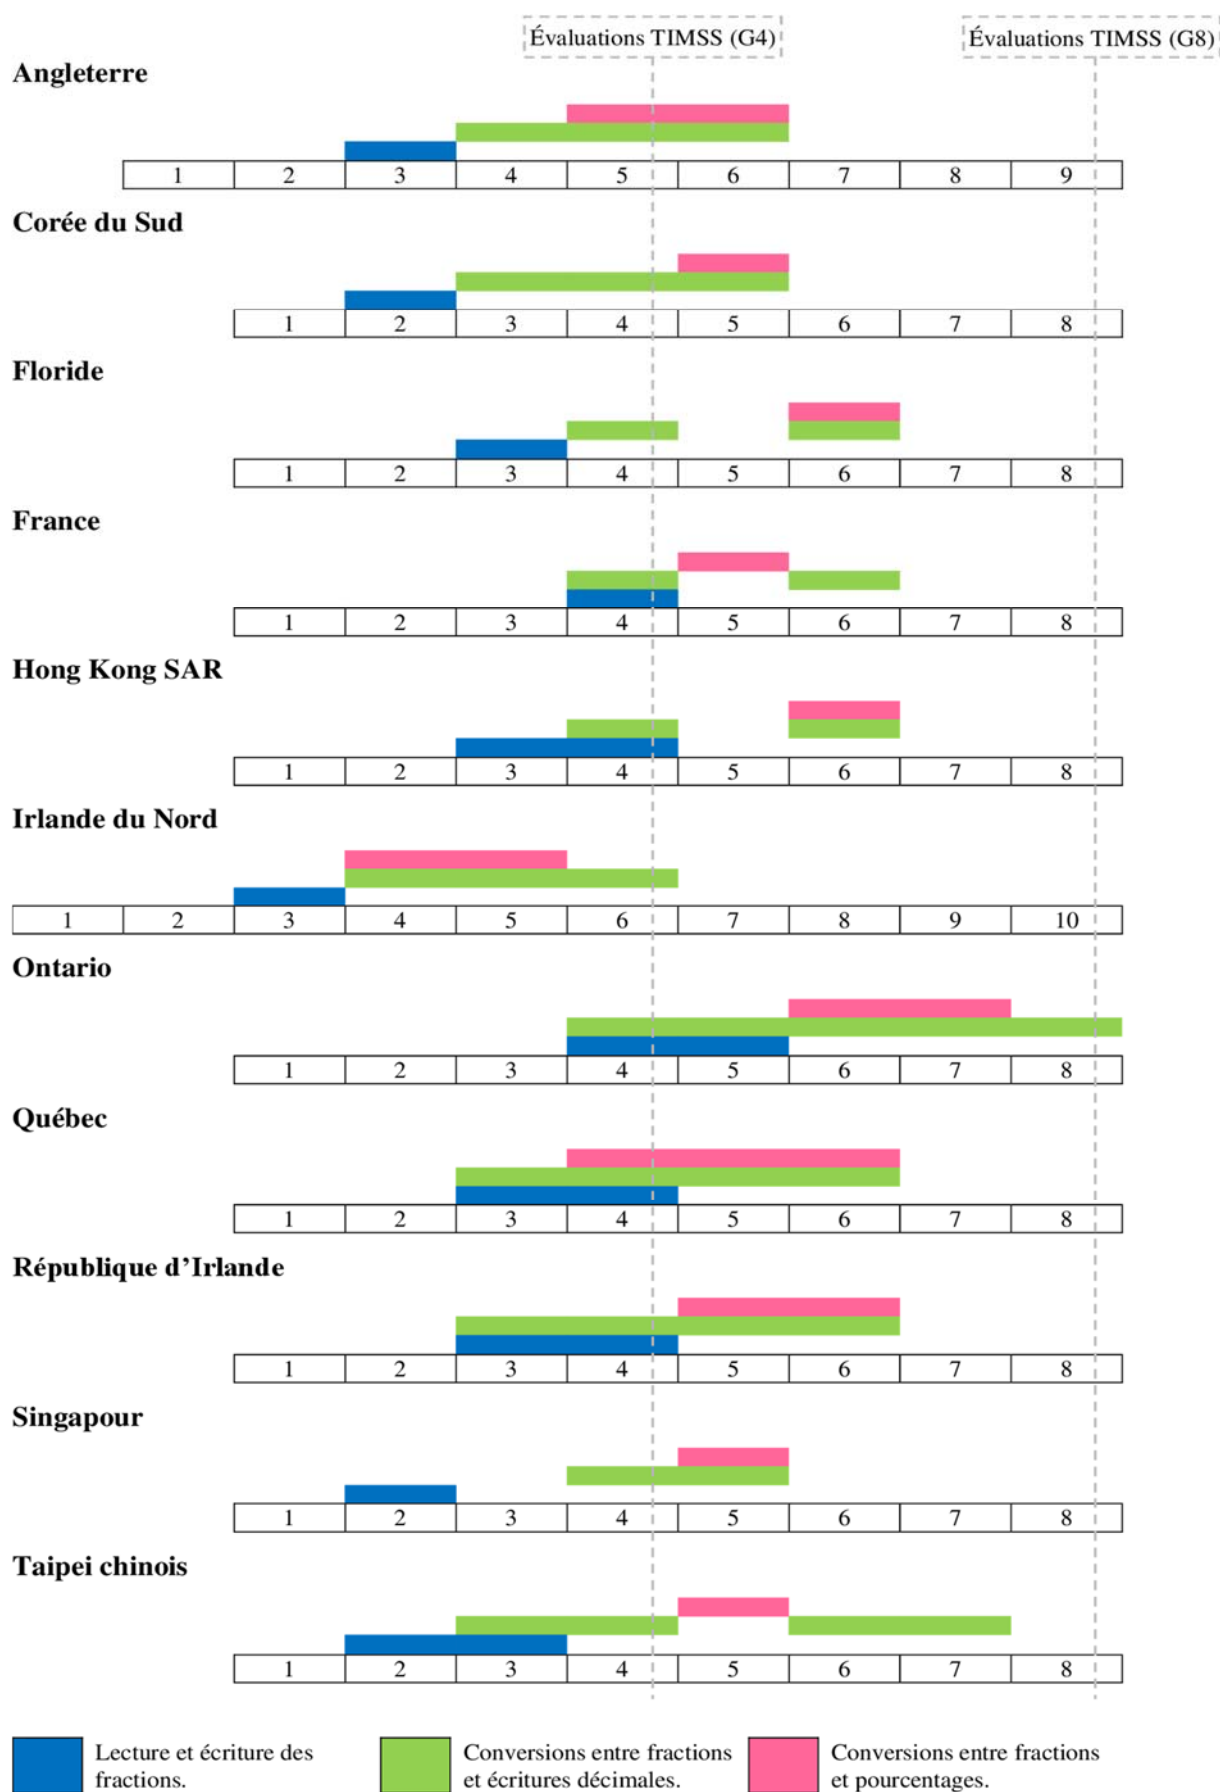 Évaluations TIMSS (G4)
Évaluations TIMSS (G8)
Angleterre
1 2 3 4 5 6 7 8 9
Corée du Sud
1 2 3 4 5 6 7 8
Floride
1 2 3 4 5 6 7 8
France
1 2 3 4 5 6 7 8
Hong Kong SAR
1 2 3 4 5 6 7 8
Irlande du Nord
1 2 3 4 5 6 7 8 9 10
Ontario
1 2 3 4 5 6 7 8
Québec
1 2 3 4 5 6 7 8
République d’Irlande
1 2 3 4 5 6 7 8
Singapour
1 2 3 4 5 6 7 8
Taipei chinois
1 2 3 4 5 6 7 8
Lecture et écriture des
fractions.
Conversions entre fractions
et écritures décimales.
Conversions entre fractions
et pourcentages.